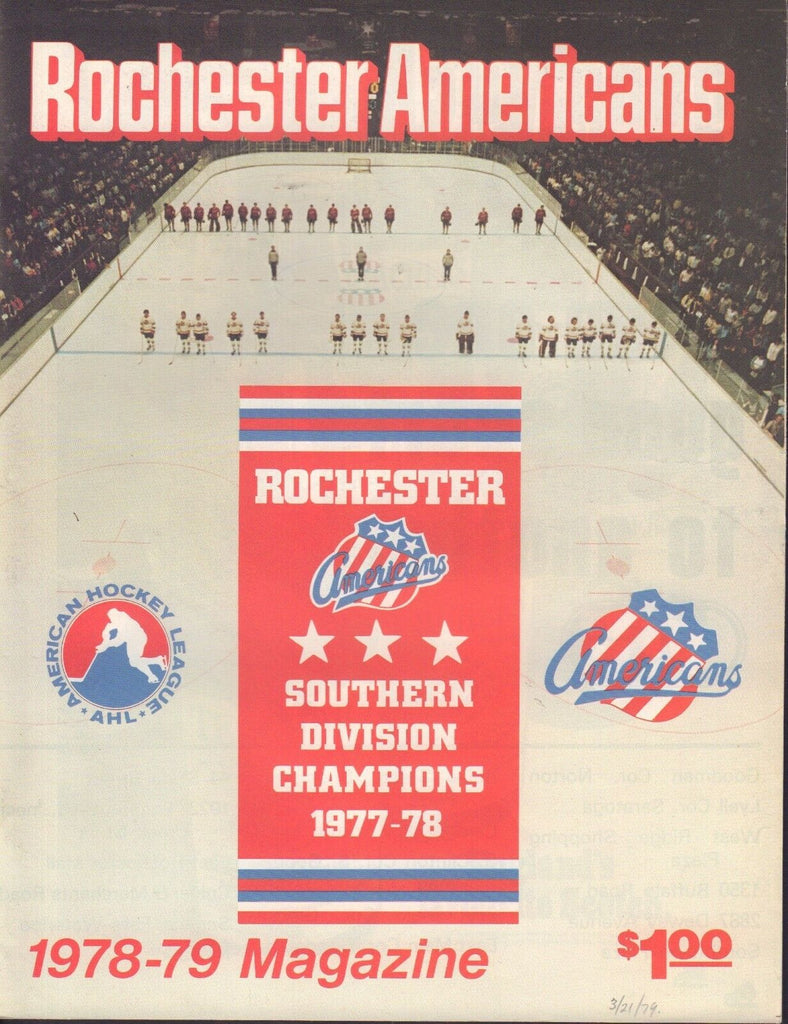 Rochester Americans
ROCHESTER
Americans
SOUTHERN
DIVISION
CHAMPIONS
1977-78
AMERICAN HOCKEY LEAGUE
AHL
Americans
1978-79 Magazine
$1.00
3/21/79.